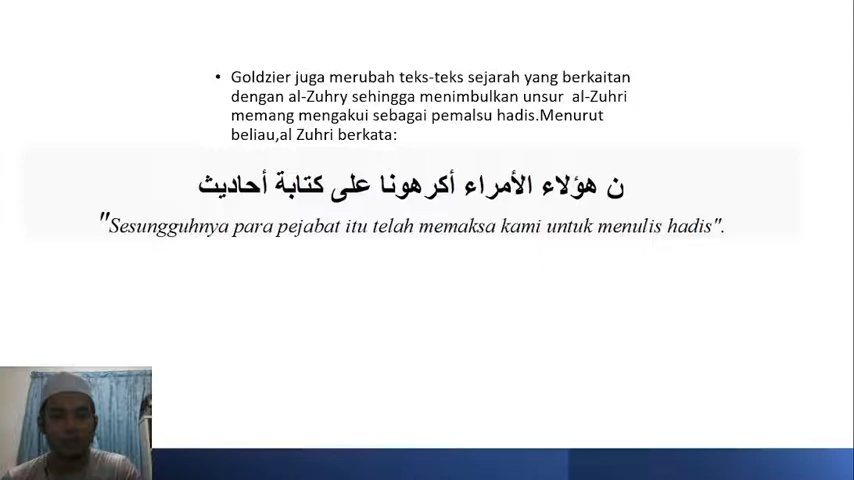 • Goldzier juga merubah teks-teks sejarah yang berkaitan
dengan al-Zuhry sehingga menimbulkan unsur al-Zuhri
memang mengakui sebagai pemalsu hadis.Menurut
beliau,al Zuhri berkata:
ن هؤلاء الأمراء أكرهونا على كتابة أحاديث
"Sesungguhnya para pejabat itu telah memaksa kami untuk menulis hadis".